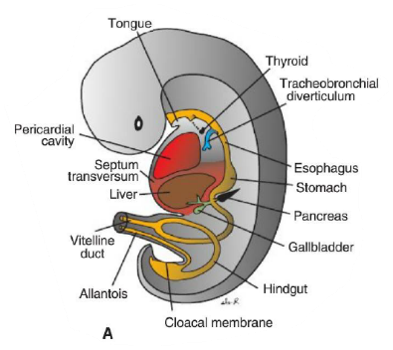 Tongue
Thyroid
Tracheobronchial
diverticulum
Pericardial
cavity
Septum
transversum
Liver
Esophagus
Stomach
Pancreas
Gallbladder
Vitelline
duct
Allantois
Hindgut
Cloacal membrane
A